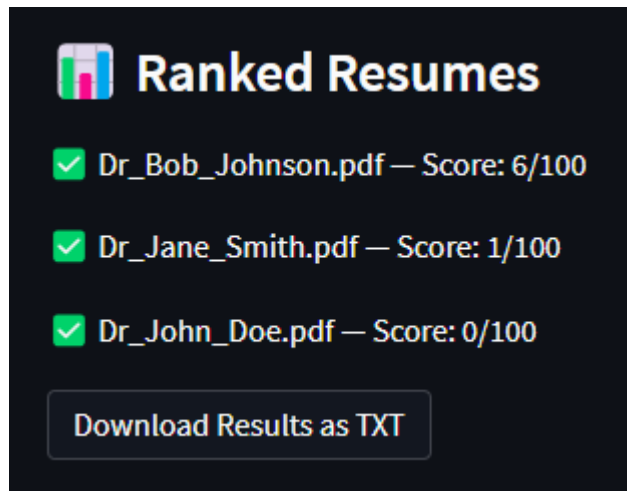 Ranked Resumes
Dr_Bob_Johnson.pdf — Score: 6/100
Dr_Jane_Smith.pdf — Score: 1/100
Dr_John_Doe.pdf — Score: 0/100
Download Results as TXT